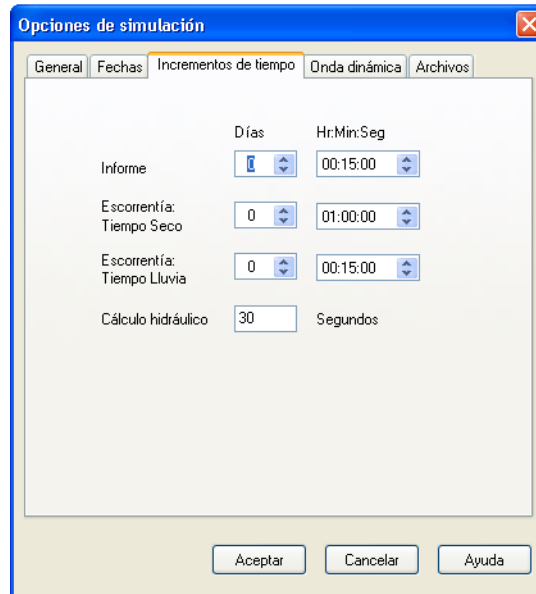 Opciones de simulación
General Fechas Incrementos de tiempo Onda dinámica Archivos
Días Hr:Min:Seg
Informe 0 00:15:00
Escorrentía:
Tiempo Seco 0 01:00:00
Escorrentía:
Tiempo Lluvia 0 00:15:00
Cálculo hidráulico 30 Segundos
Aceptar Cancelar Ayuda